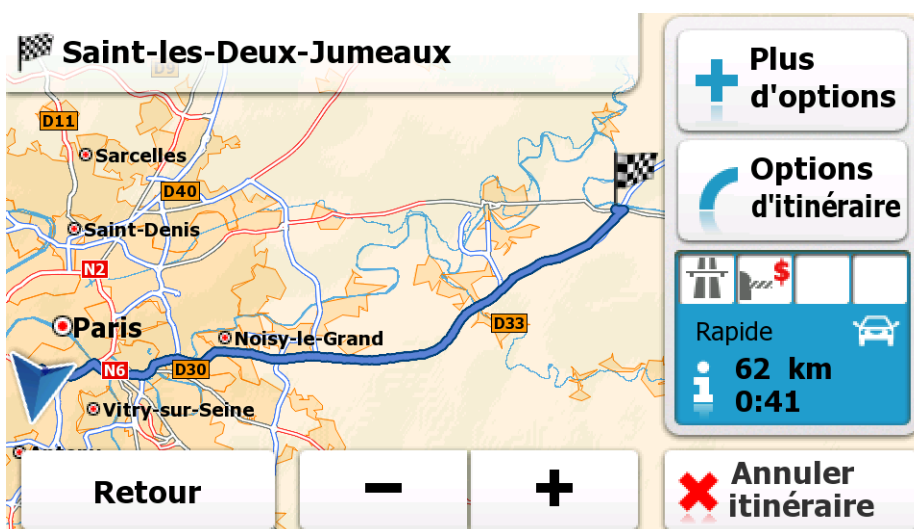 Saint-les-Deux-Jumeaux
Plus
d'options
D9
D11
Sarcelles
D40
Options
d'itinéraire
Saint-Denis
N2
$
Paris
Noisy-le-Grand
D33
Rapide
N6
D30
62 km
0:41
Vitry-sur-Seine
Retour
−
+
Annuler
itinéraire